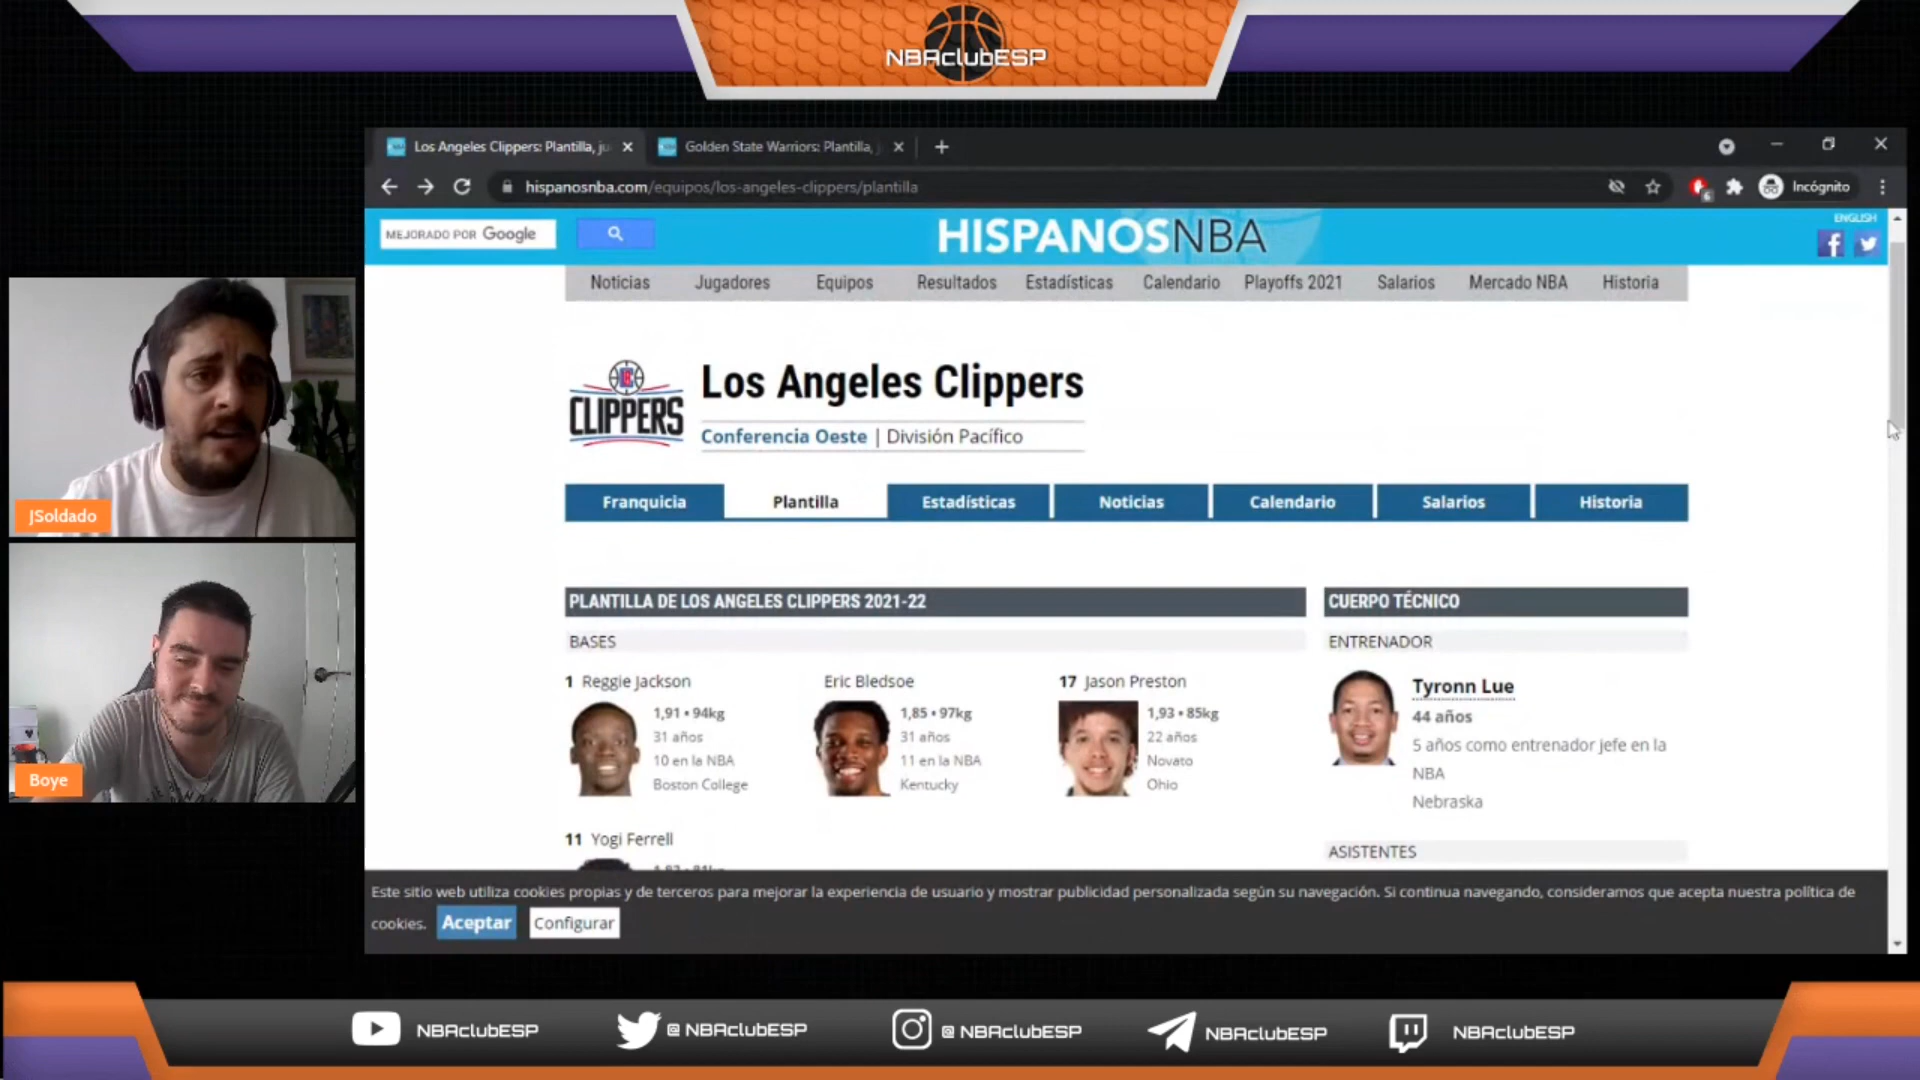 NBAclubESP
Los Angeles Clippers: Plantilla, ju
Golden State Warriors: Plantilla, j
hispanosnba.com/equipos/los-angeles-clippers/plantilla
6
Incógnito
MEJORADO POR Google
HISPANOSNBA
ENGLISH
Noticias
Jugadores
Equipos
Resultados
Estadísticas
Calendario
Playoffs 2021
Salarios
Mercado NBA
Historia
CLIPPERS
Los Angeles Clippers
Conferencia Oeste | División Pacífico
Franquicia
Plantilla
Estadísticas
Noticias
Calendario
Salarios
Historia
JSoldado
Boye
PLANTILLA DE LOS ANGELES CLIPPERS 2021-22
BASES
1 Reggie Jackson
1,91 • 94kg
31 años
10 en la NBA
Boston College
Eric Bledsoe
1,85 • 97kg
31 años
11 en la NBA
Kentucky
17 Jason Preston
1,93 • 85kg
22 años
Novato
Ohio
11 Yogi Ferrell
CUERPO TÉCNICO
ENTRENADOR
Tyronn Lue
44 años
5 años como entrenador jefe en la
NBA
Nebraska
ASISTENTES
Este sitio web utiliza cookies propias y de terceros para mejorar la experiencia de usuario y mostrar publicidad personalizada según su navegación. Si continua navegando, consideramos que acepta nuestra política de
cookies. Aceptar Configurar
NBAclubESP
@ NBAclubESP
@ NBAclubESP
NBAclubESP
NBAclubESP